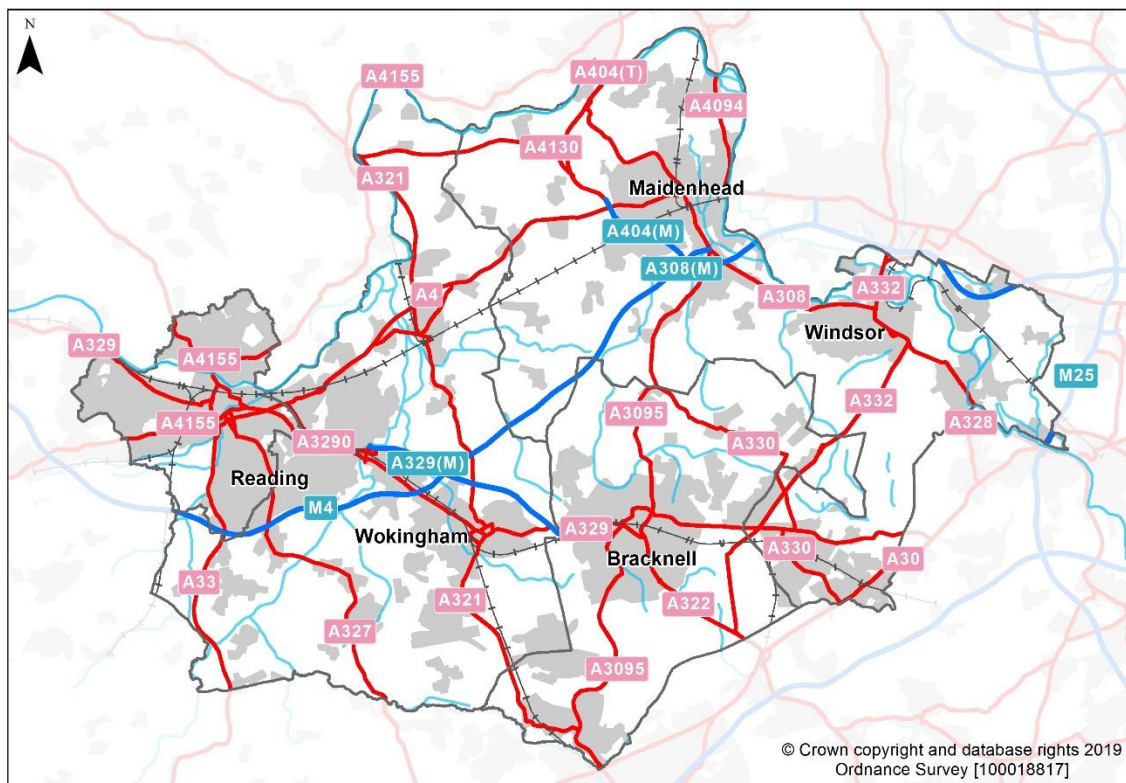 N
A4155
A404(T)
A4094
A4130
A321
Maidenhead
A404(M)
A308(M)
A4
A308
A332
Windsor
A329
A4155
M25
A332
A3095
A328
A4155
A330
A3290
A329(M)
Reading
M4
Wokingham
A329
Bracknell
A330
A30
A33
A321
A322
A327
A3095
© Crown copyright and database rights 2019
Ordnance Survey [100018817]